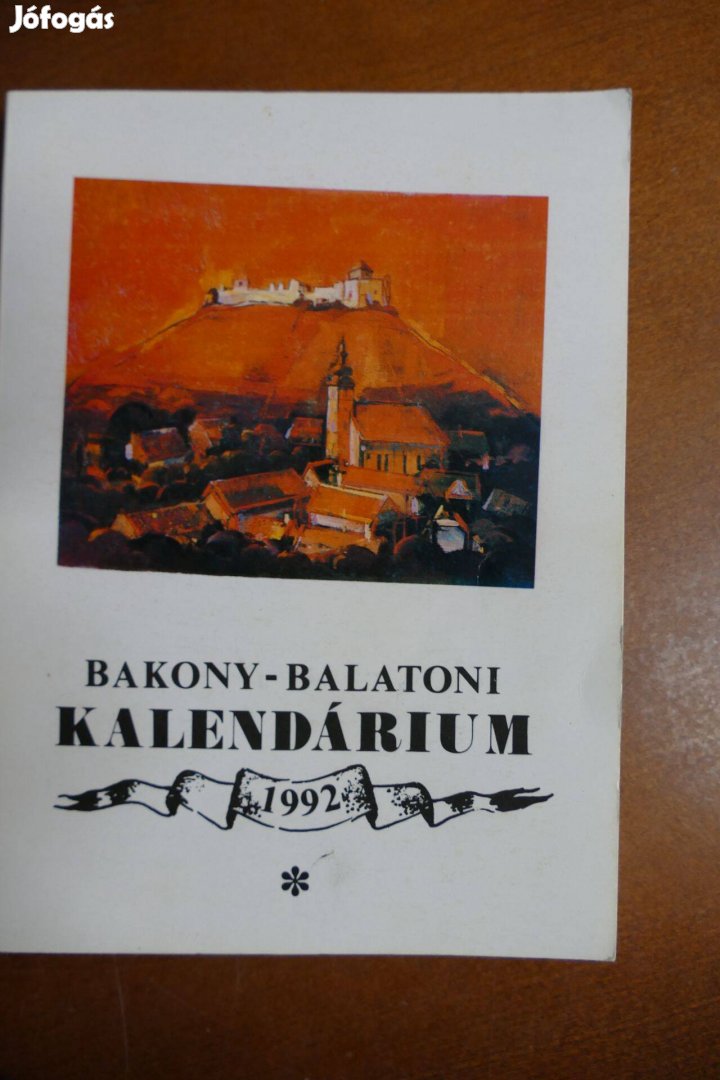 Jófogás
BAKONY-BALATONI
KALENDÁRIUM
1992
*